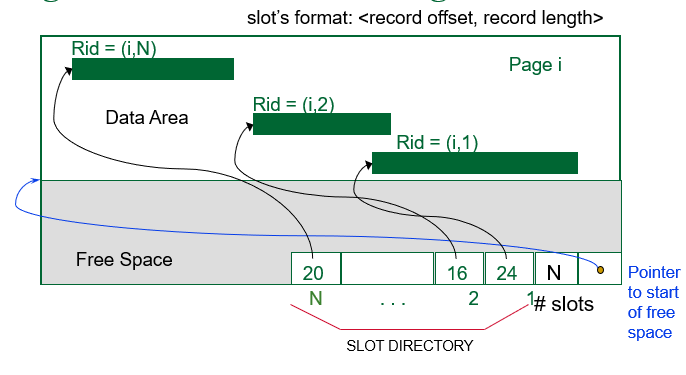 slot's format: <record offset, record length>
Rid = (i,N)
Page i
Rid = (i,2)
Data Area
Rid = (i,1)
Free Space
20
16
24
N
Pointer
to start
of free
space
N
. . .
2
1
# slots
SLOT DIRECTORY